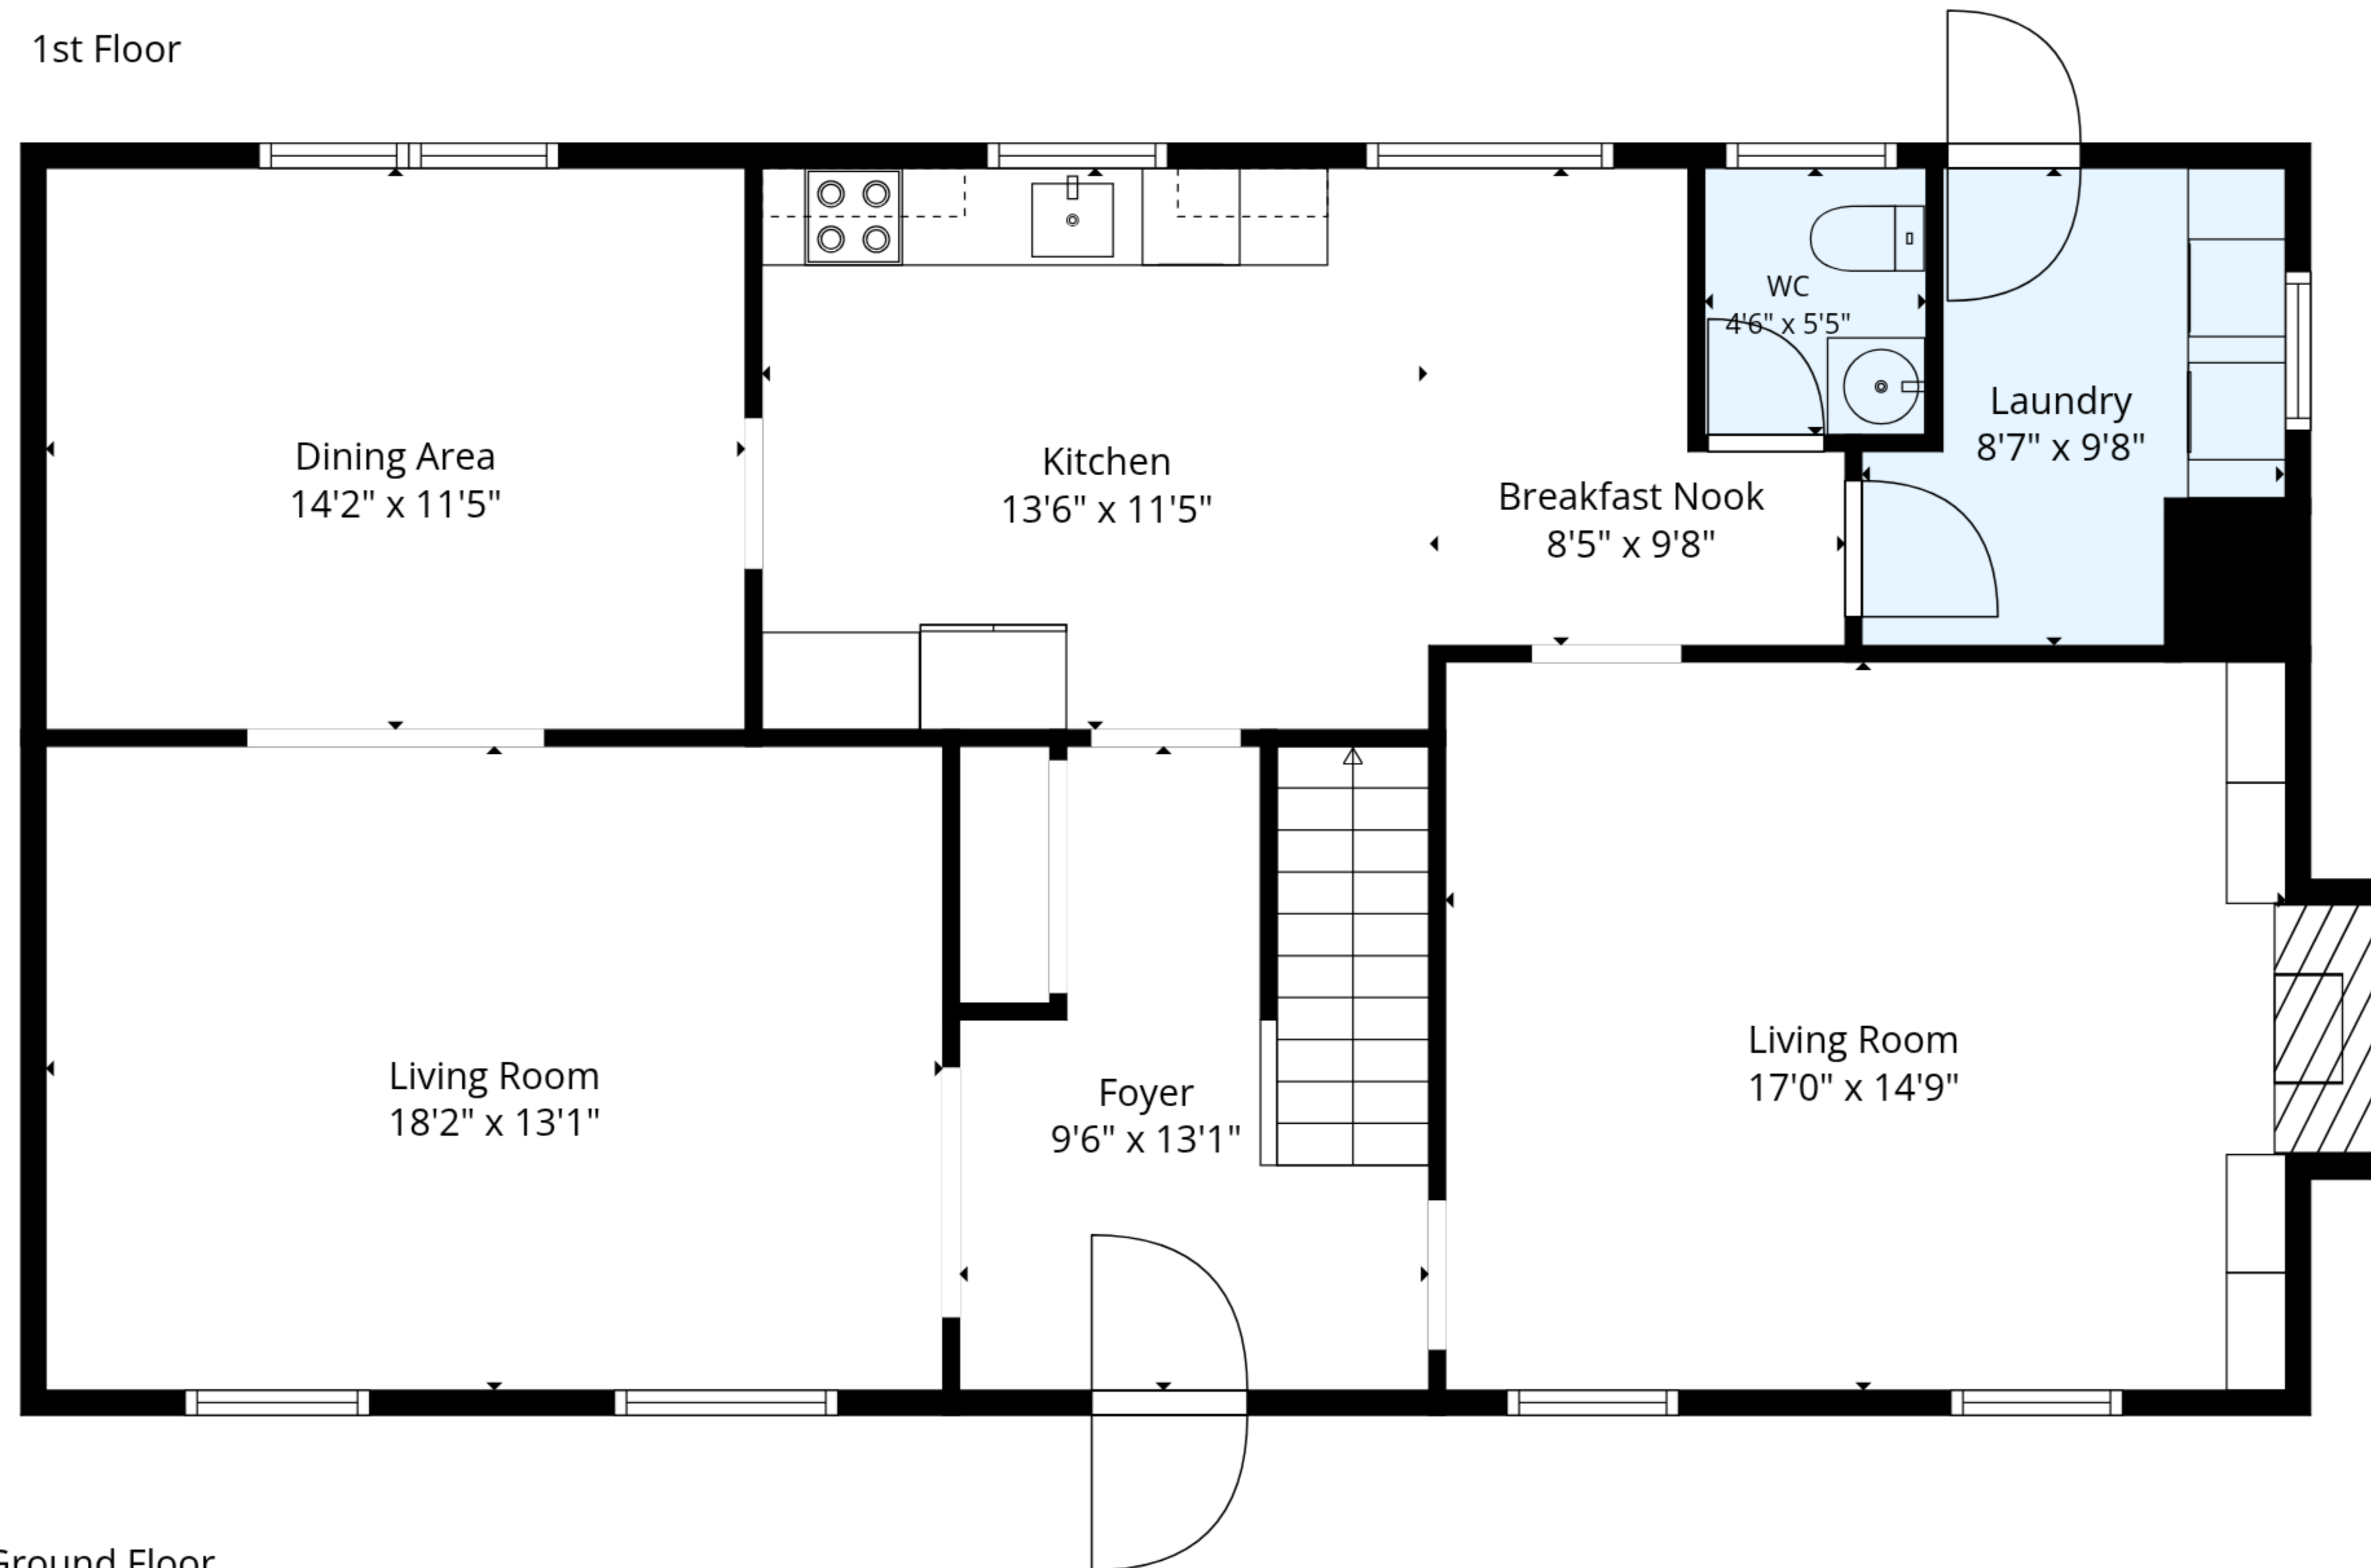 1st Floor
WC
4'6" x 5'5"
Laundry
8'7" x 9'8"
Dining Area
14'2" x 11'5"
Kitchen
13'6" x 11'5"
Breakfast Nook
8'5" x 9'8"
Living Room
18'2" x 13'1"
Foyer
9'6" x 13'1"
Living Room
17'0" x 14'9"
Ground Floor